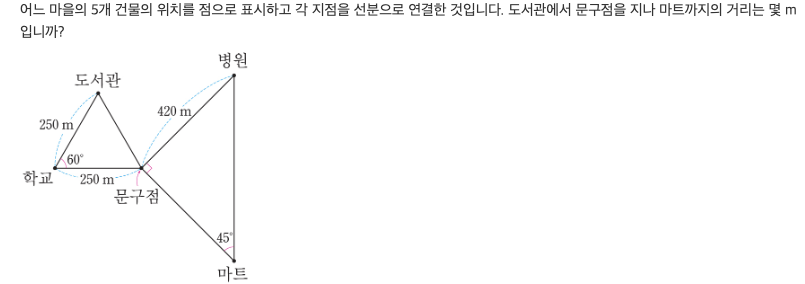 어느 마을의 5개 건물의 위치를 점으로 표시하고 각 지점을 선분으로 연결한 것입니다. 도서관에서 문구점을 지나 마트까지의 거리는 몇 m
입니까?
병원
도서관
420 m
250 m
60°
학교
250 m
문구점
45°
마트